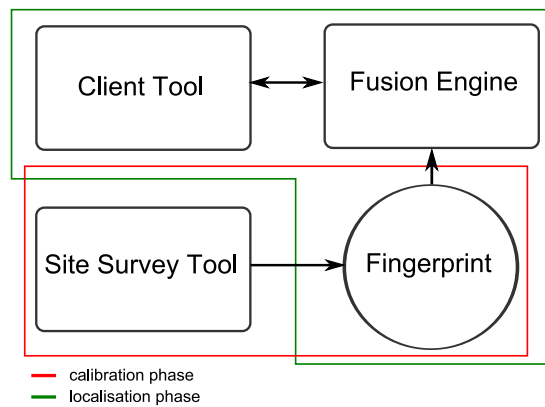 Client Tool
Fusion Engine
Site Survey Tool
Fingerprint
calibration phase
localisation phase